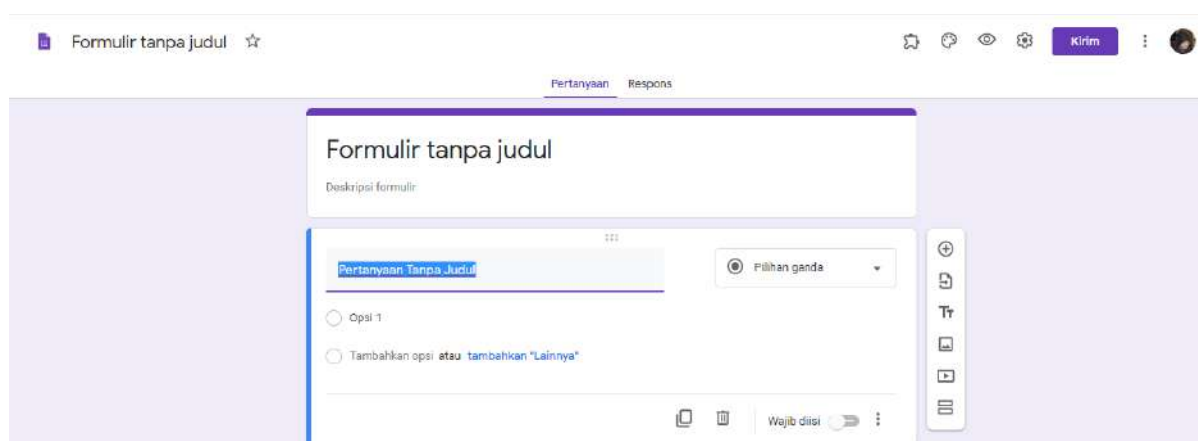 Formulir tanpa judul
Kirim
Pertanyaan Respons
Formulir tanpa judul
Deskripsi formulir
Pertanyaan Tanpa Judul
Pilihan ganda
Opsi 1
Tambahkan opsi atau tambahkan "Lainnya"
Tт
Wajib diisi